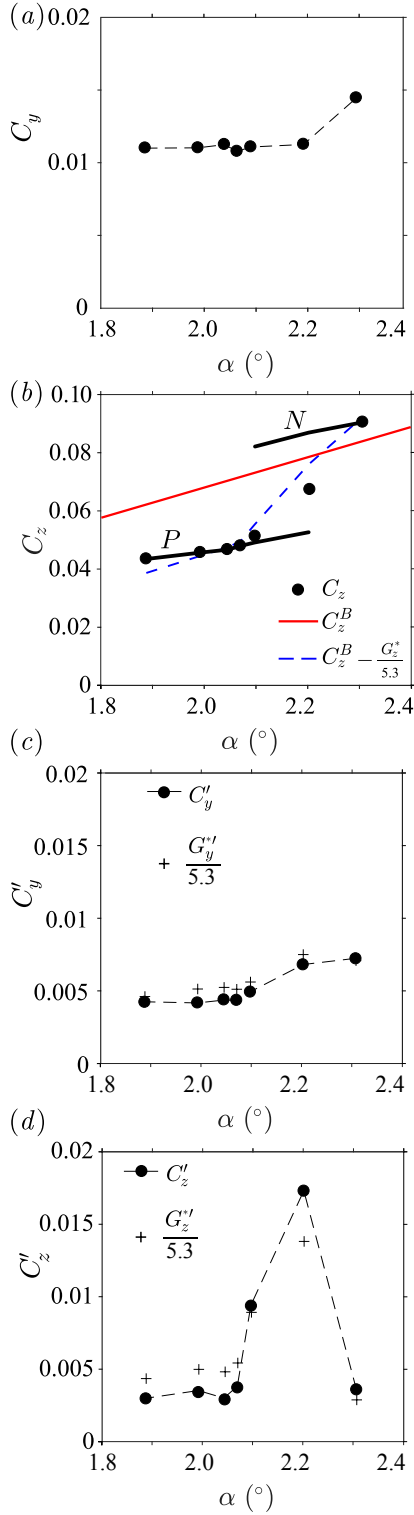 (a)
0.02
0.01
0
C_y
1.8 2.0 2.2 2.4
α (°)
(b)
0.10
0.08
0.06
0.04
0.02
0
C_z
N
P
C_z
C_z^B
C_z^B − G_z^*/5.3
1.8 2.0 2.2 2.4
α (°)
(c)
0.02
0.015
0.01
0.005
0
C'_y
C'_y
G_y^*'/5.3
1.8 2.0 2.2 2.4
α (°)
(d)
0.02
0.015
0.01
0.005
0
C'_z
C'_z
G_z^*'/5.3
1.8 2.0 2.2 2.4
α (°)